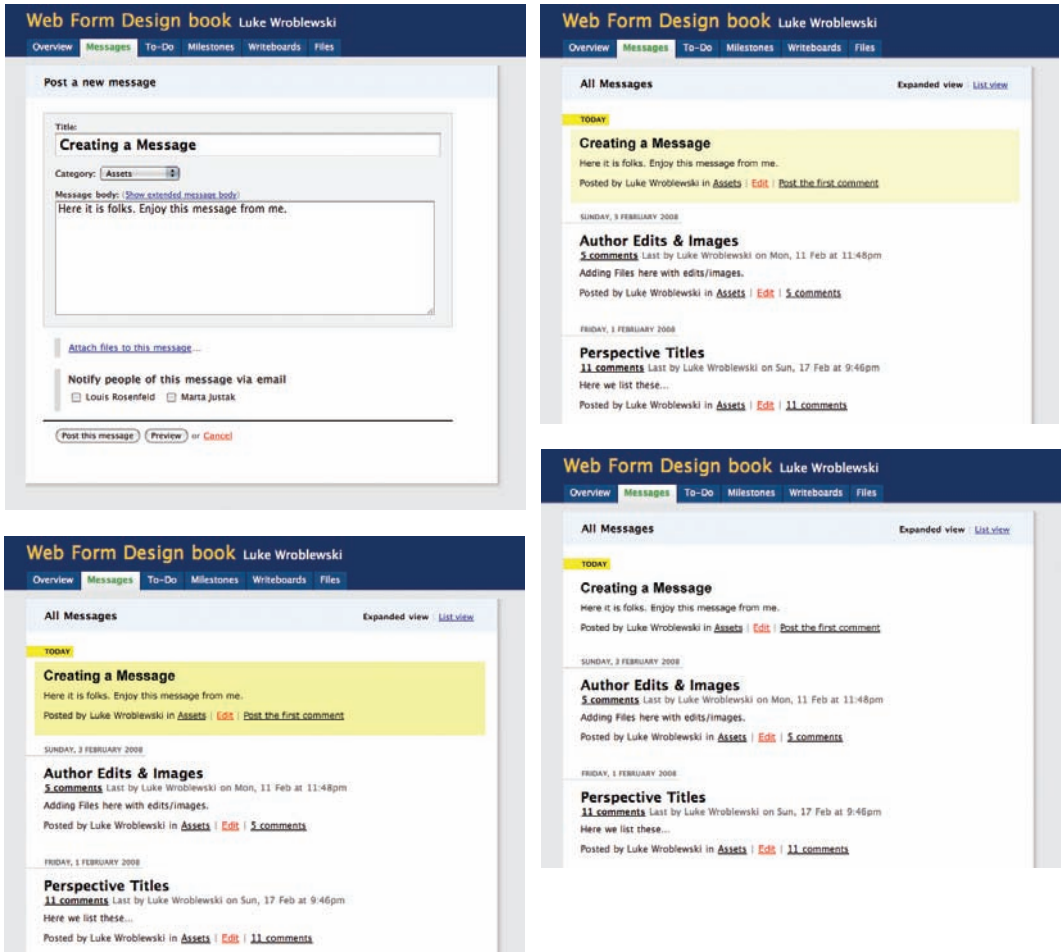 Web Form Design book Luke Wroblewski
Overview Messages To-Do Milestones Writeboards Files
Post a new message
Title:
Creating a Message
Category: Assets
Message body: (Show extended message body)
Here it is folks. Enjoy this message from me.
Attach files to this message...
Notify people of this message via email
Louis Rosenfeld Marta Justak
Post this message Preview or Cancel
Web Form Design book Luke Wroblewski
Overview Messages To-Do Milestones Writeboards Files
All Messages Expanded view | List view
TODAY
Creating a Message
Here it is folks. Enjoy this message from me.
Posted by Luke Wroblewski in Assets | Edit | Post the first comment
SUNDAY, 3 FEBRUARY 2008
Author Edits & Images
5 comments Last by Luke Wroblewski on Mon, 11 Feb at 11:48pm
Adding Files here with edits/images.
Posted by Luke Wroblewski in Assets | Edit | 5 comments
FRIDAY, 1 FEBRUARY 2008
Perspective Titles
11 comments Last by Luke Wroblewski on Sun, 17 Feb at 9:46pm
Here we list these...
Posted by Luke Wroblewski in Assets | Edit | 11 comments
Web Form Design book Luke Wroblewski
Overview Messages To-Do Milestones Writeboards Files
All Messages Expanded view | List view
TODAY
Creating a Message
Here it is folks. Enjoy this message from me.
Posted by Luke Wroblewski in Assets | Edit | Post the first comment
SUNDAY, 3 FEBRUARY 2008
Author Edits & Images
5 comments Last by Luke Wroblewski on Mon, 11 Feb at 11:48pm
Adding Files here with edits/images.
Posted by Luke Wroblewski in Assets | Edit | 5 comments
FRIDAY, 1 FEBRUARY 2008
Perspective Titles
11 comments Last by Luke Wroblewski on Sun, 17 Feb at 9:46pm
Here we list these...
Posted by Luke Wroblewski in Assets | Edit | 11 comments
Web Form Design book Luke Wroblewski
Overview Messages To-Do Milestones Writeboards Files
All Messages Expanded view | List view
TODAY
Creating a Message
Here it is folks. Enjoy this message from me.
Posted by Luke Wroblewski in Assets | Edit | Post the first comment
SUNDAY, 3 FEBRUARY 2008
Author Edits & Images
5 comments Last by Luke Wroblewski on Mon, 11 Feb at 11:48pm
Adding Files here with edits/images.
Posted by Luke Wroblewski in Assets | Edit | 5 comments
FRIDAY, 1 FEBRUARY 2008
Perspective Titles
11 comments Last by Luke Wroblewski on Sun, 17 Feb at 9:46pm
Here we list these...
Posted by Luke Wroblewski in Assets | Edit | 11 comments